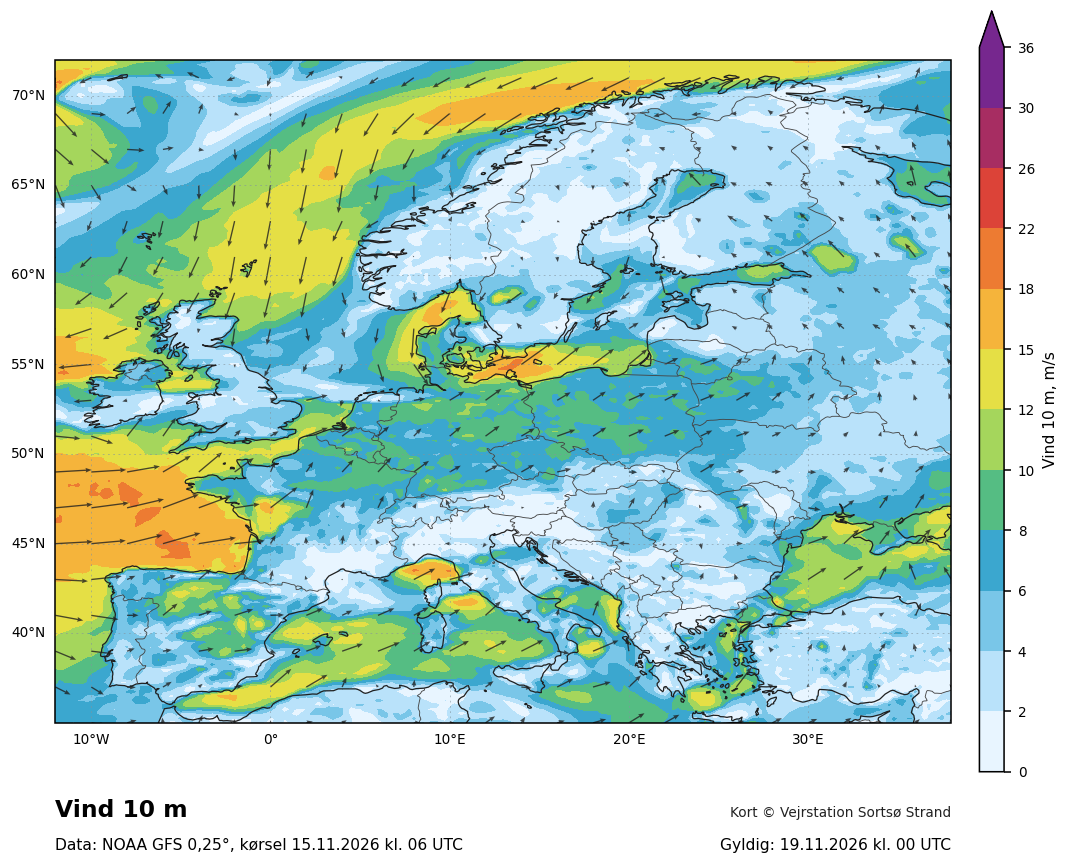 70°N
65°N
60°N
55°N
50°N
45°N
40°N
10°W
0°
10°E
20°E
30°E
36
30
26
22
18
15
12
10
8
6
4
2
0
Vind 10 m, m/s
Vind 10 m
Kort © Vejrstation Sortsø Strand
Data: NOAA GFS 0,25°, kørsel 15.11.2026 kl. 06 UTC
Gyldig: 19.11.2026 kl. 00 UTC